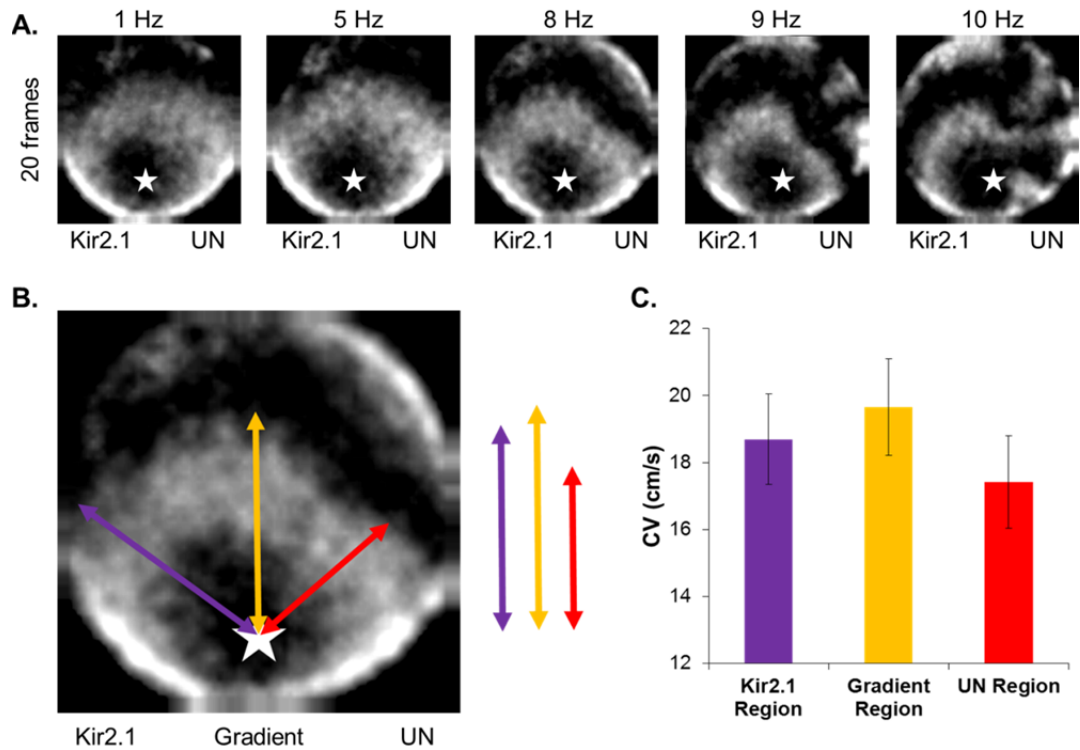 A.
1 Hz
5 Hz
8 Hz
9 Hz
10 Hz
20 frames
Kir2.1 UN
Kir2.1 UN
Kir2.1 UN
Kir2.1 UN
Kir2.1 UN
B.
Kir2.1 Gradient UN
C.
CV (cm/s)
22
20
18
16
14
12
Kir2.1
Region
Gradient
Region
UN Region